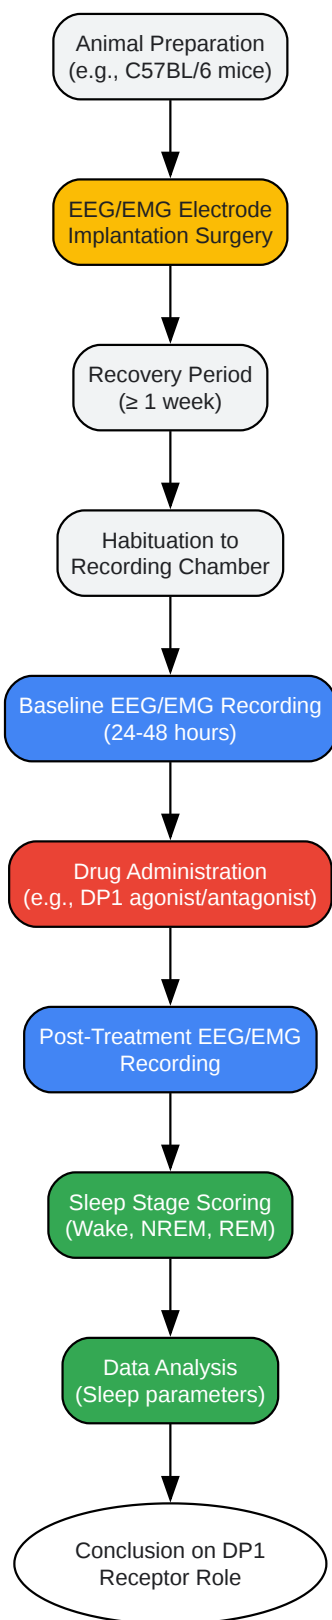 Animal Preparation
(e.g., C57BL/6 mice)
EEG/EMG Electrode
Implantation Surgery
Recovery Period
(≥ 1 week)
Habituation to
Recording Chamber
Baseline EEG/EMG Recording
(24-48 hours)
Drug Administration
(e.g., DP1 agonist/antagonist)
Post-Treatment EEG/EMG
Recording
Sleep Stage Scoring
(Wake, NREM, REM)
Data Analysis
(Sleep parameters)
Conclusion on DP1
Receptor Role